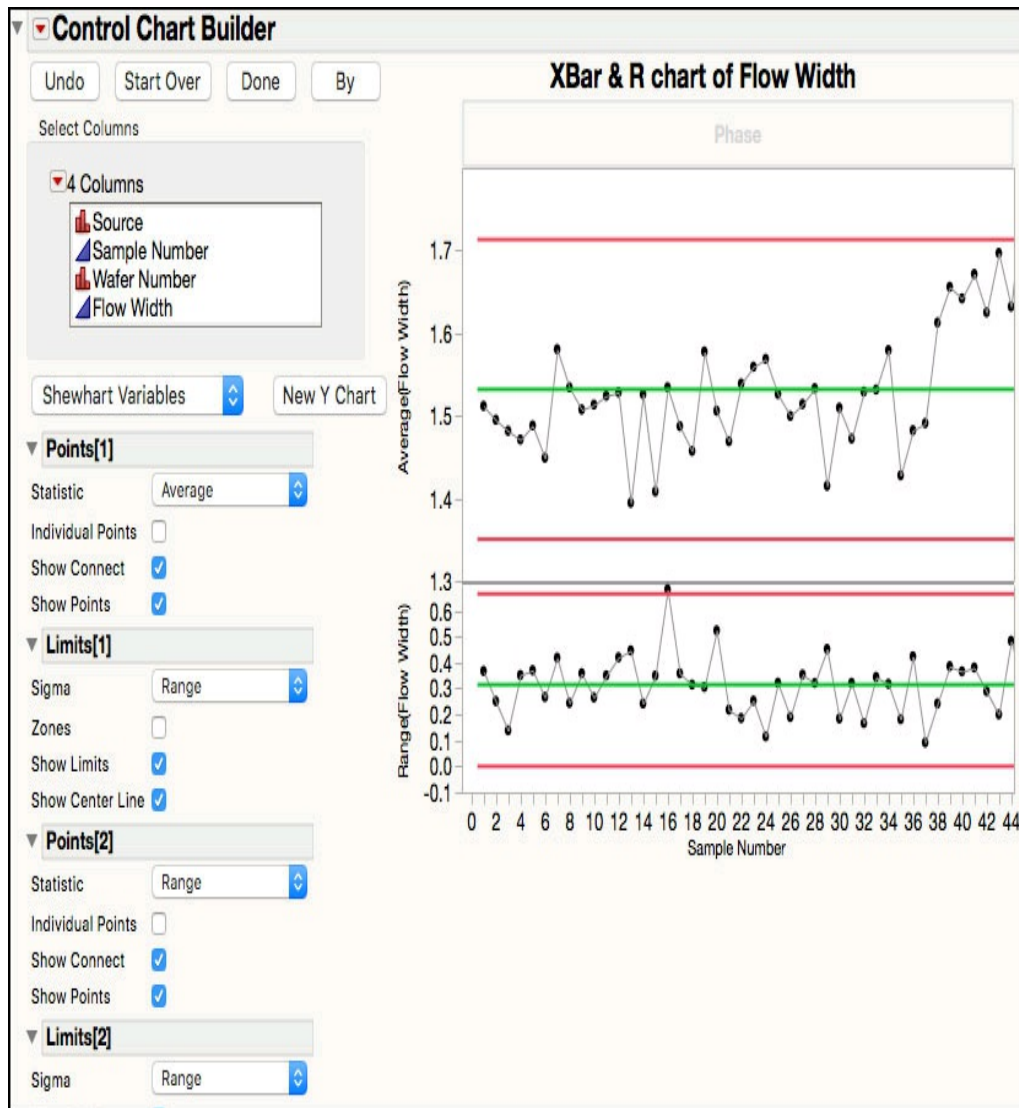 Control Chart Builder
Undo
Start Over
Done
By
Select Columns
4 Columns
Source
Sample Number
Wafer Number
Flow Width
Shewhart Variables
New Y Chart
Points[1]
Statistic
Average
Individual Points
Show Connect
Show Points
Limits[1]
Sigma
Range
Zones
Show Limits
Show Center Line
Points[2]
Statistic
Range
Individual Points
Show Connect
Show Points
Limits[2]
Sigma
Range
XBar & R chart of Flow Width
Phase
Average(Flow Width)
1.7
1.6
1.5
1.4
1.3
Range(Flow Width)
0.6
0.5
0.4
0.3
0.2
0.1
0.0
-0.1
0 2 4 6 8 10 12 14 16 18 20 22 24 26 28 30 32 34 36 38 40 42 44
Sample Number